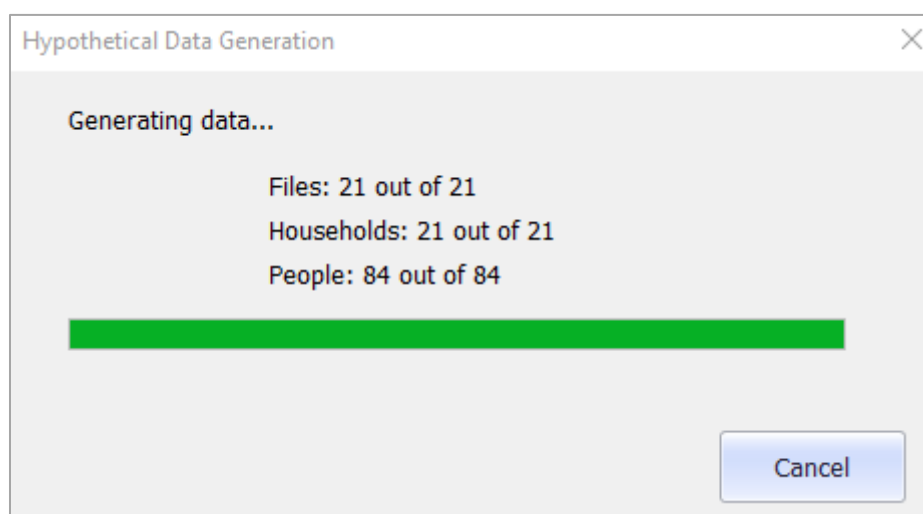 Hypothetical Data Generation
Generating data...
Files: 21 out of 21
Households: 21 out of 21
People: 84 out of 84
Cancel